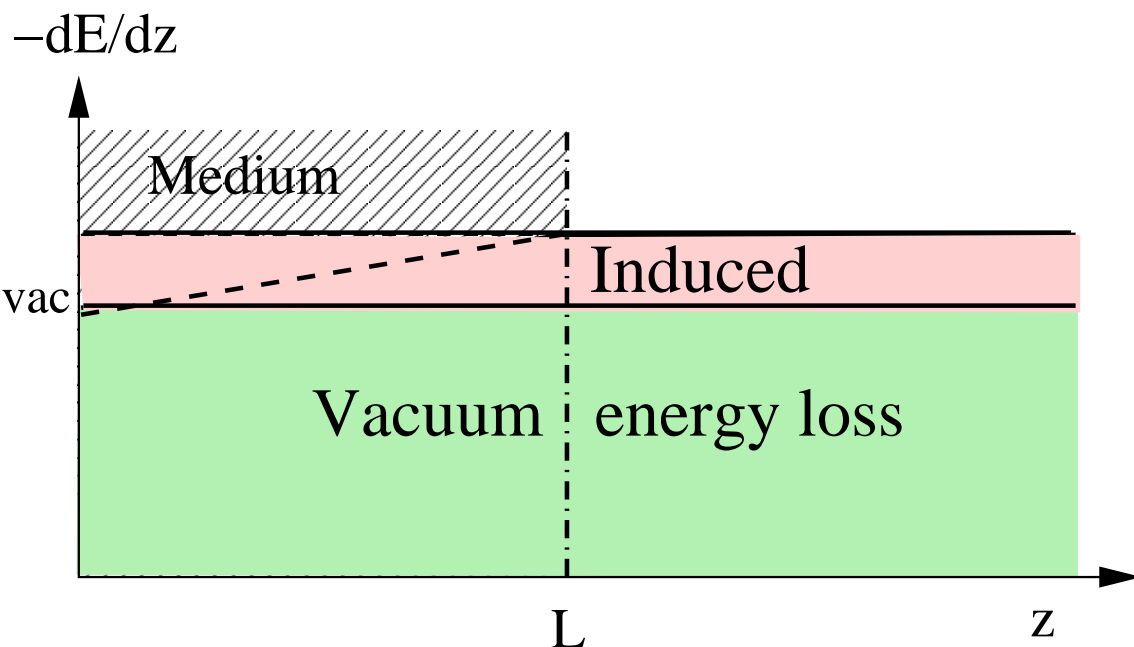 −dE/dz
Medium
Induced
vac
Vacuum energy loss
L
z